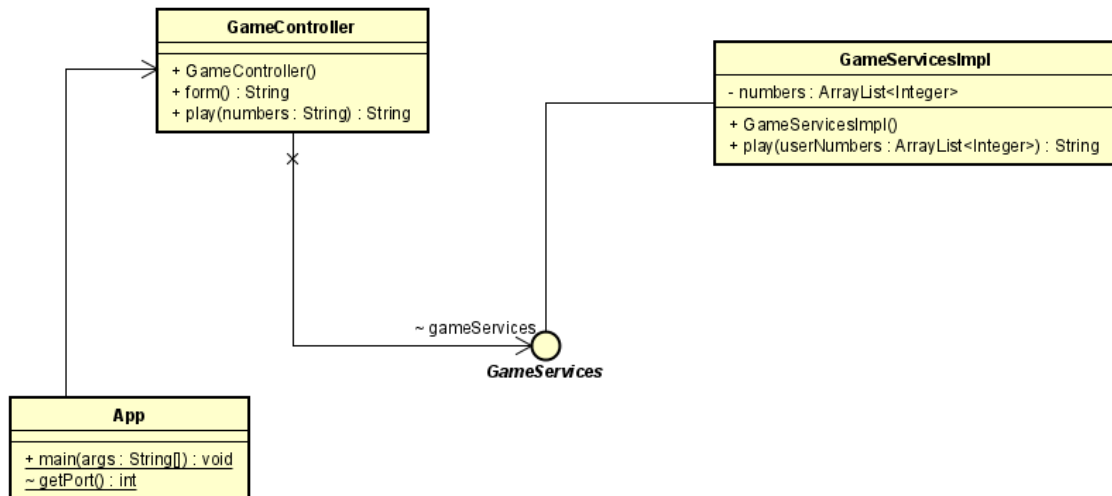 GameController
+ GameController()
+ form() : String
+ play(numbers : String) : String
GameServicesImpl
- numbers : ArrayList<Integer>
+ GameServicesImpl()
+ play(userNumbers : ArrayList<Integer>) : String
~ gameServices
GameServices
App
+ main(args : String[]) : void
~ getPort() : int